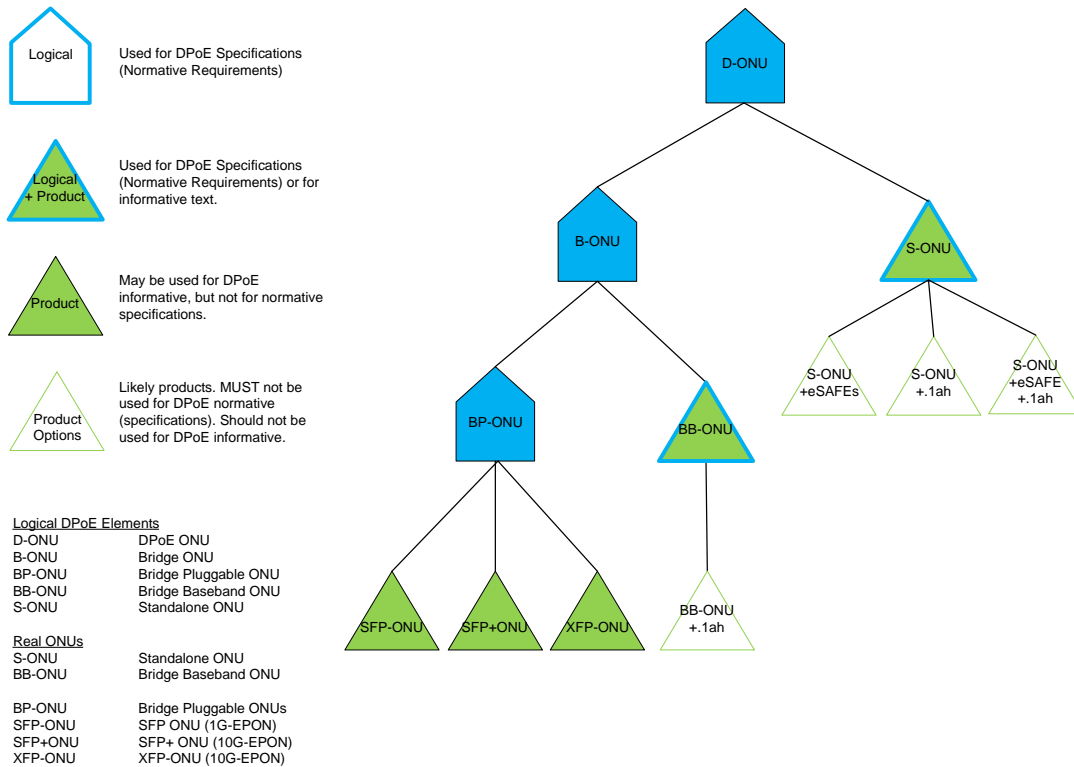 Logical
Used for DPoE Specifications
(Normative Requirements)
Logical
+ Product
Used for DPoE Specifications
(Normative Requirements) or for
informative text.
Product
May be used for DPoE
informative, but not for normative
specifications.
Product
Options
Likely products. MUST not be
used for DPoE normative
(specifications). Should not be
used for DPoE informative.
D-ONU
B-ONU
S-ONU
S-ONU
+eSAFEs
S-ONU
+.1ah
S-ONU
+eSAFE
+.1ah
BP-ONU
BB-ONU
SFP-ONU
SFP+ONU
XFP-ONU
BB-ONU
+.1ah
Logical DPoE Elements
D-ONU DPoE ONU
B-ONU Bridge ONU
BP-ONU Bridge Pluggable ONU
BB-ONU Bridge Baseband ONU
S-ONU Standalone ONU
Real ONUs
S-ONU Standalone ONU
BB-ONU Bridge Baseband ONU
BP-ONU Bridge Pluggable ONUs
SFP-ONU SFP ONU (1G-EPON)
SFP+ONU SFP+ ONU (10G-EPON)
XFP-ONU XFP-ONU (10G-EPON)